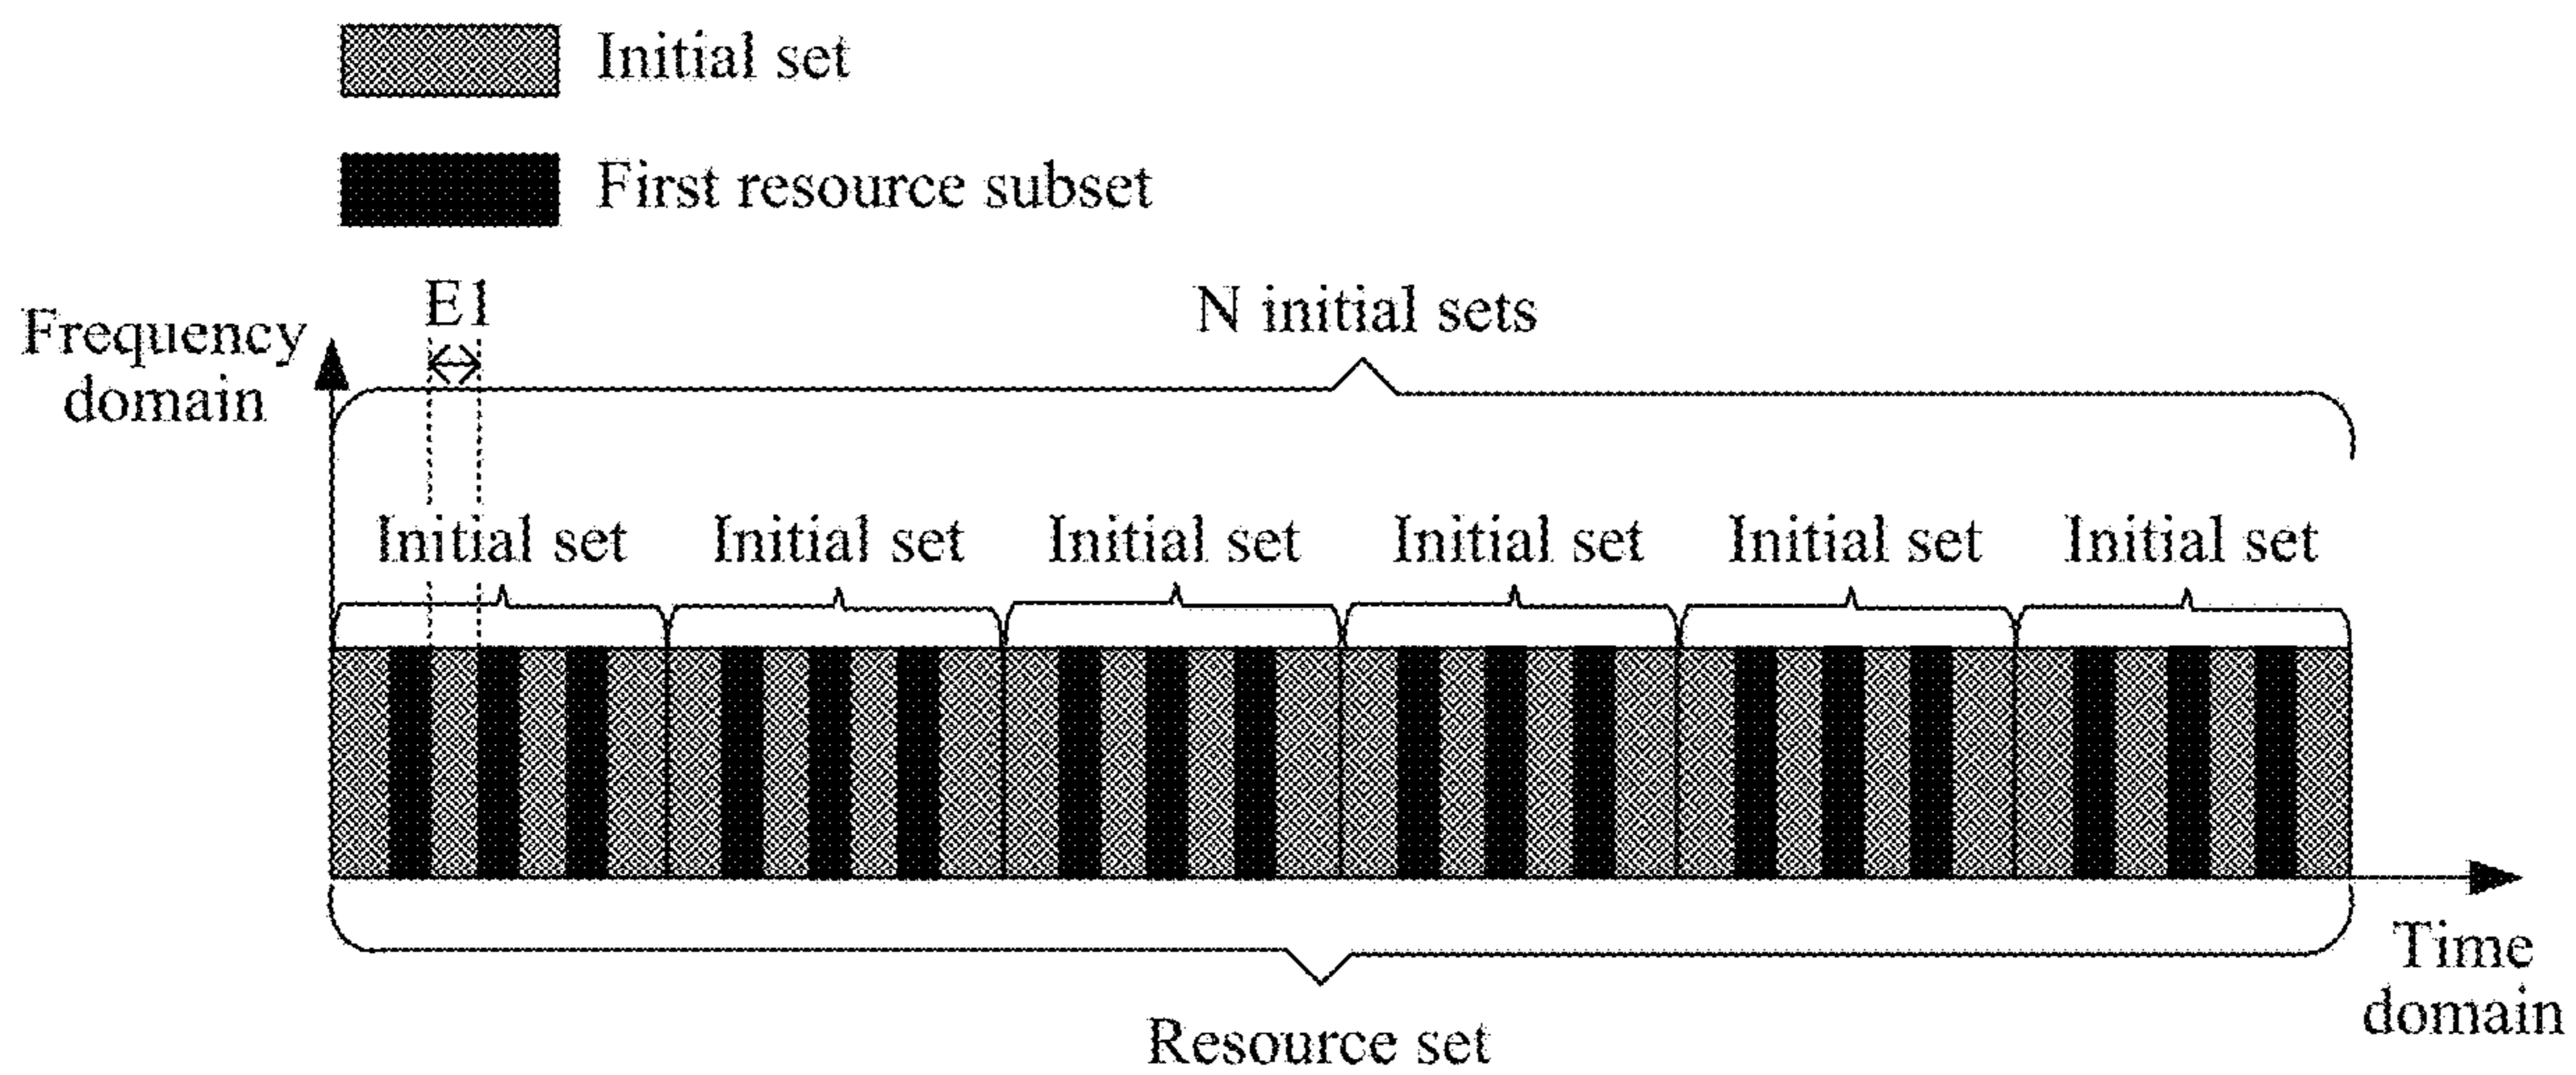 Initial set
First resource subset
E1
N initial sets
Frequency
domain
Initial set Initial set Initial set Initial set Initial set Initial set
Time
domain
Resource set